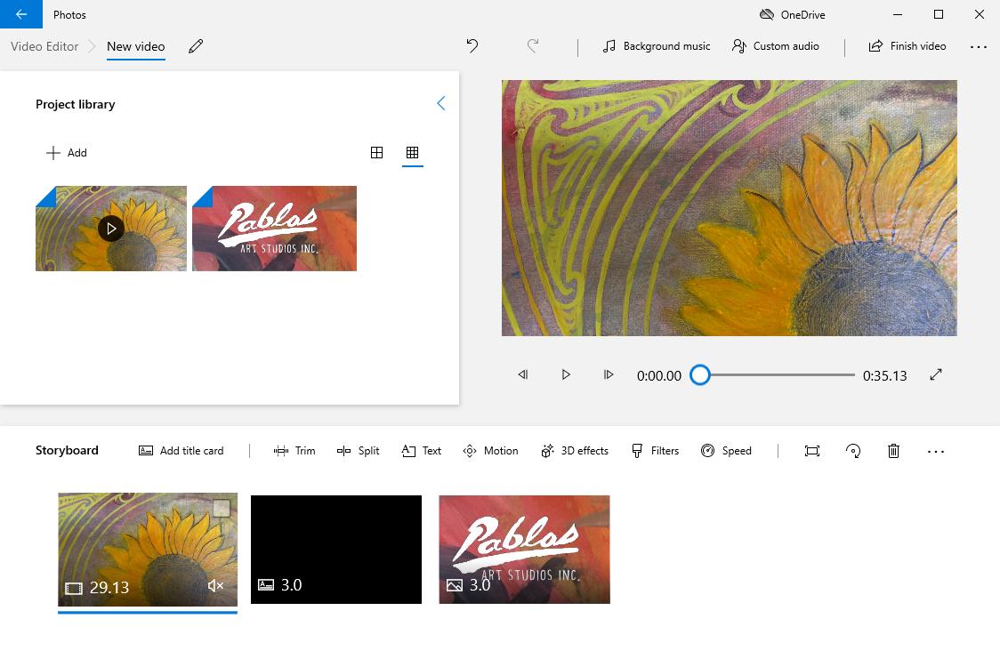 Photos
OneDrive
Video Editor
New video
Background music
Custom audio
Finish video
Project library
Add
Pablos
ART STUDIOS INC.
0:00.00
0:35.13
Storyboard
Add title card
Trim
Split
Text
Motion
3D effects
Filters
Speed
29.13
3.0
Pablos
ART STUDIOS INC.
3.0